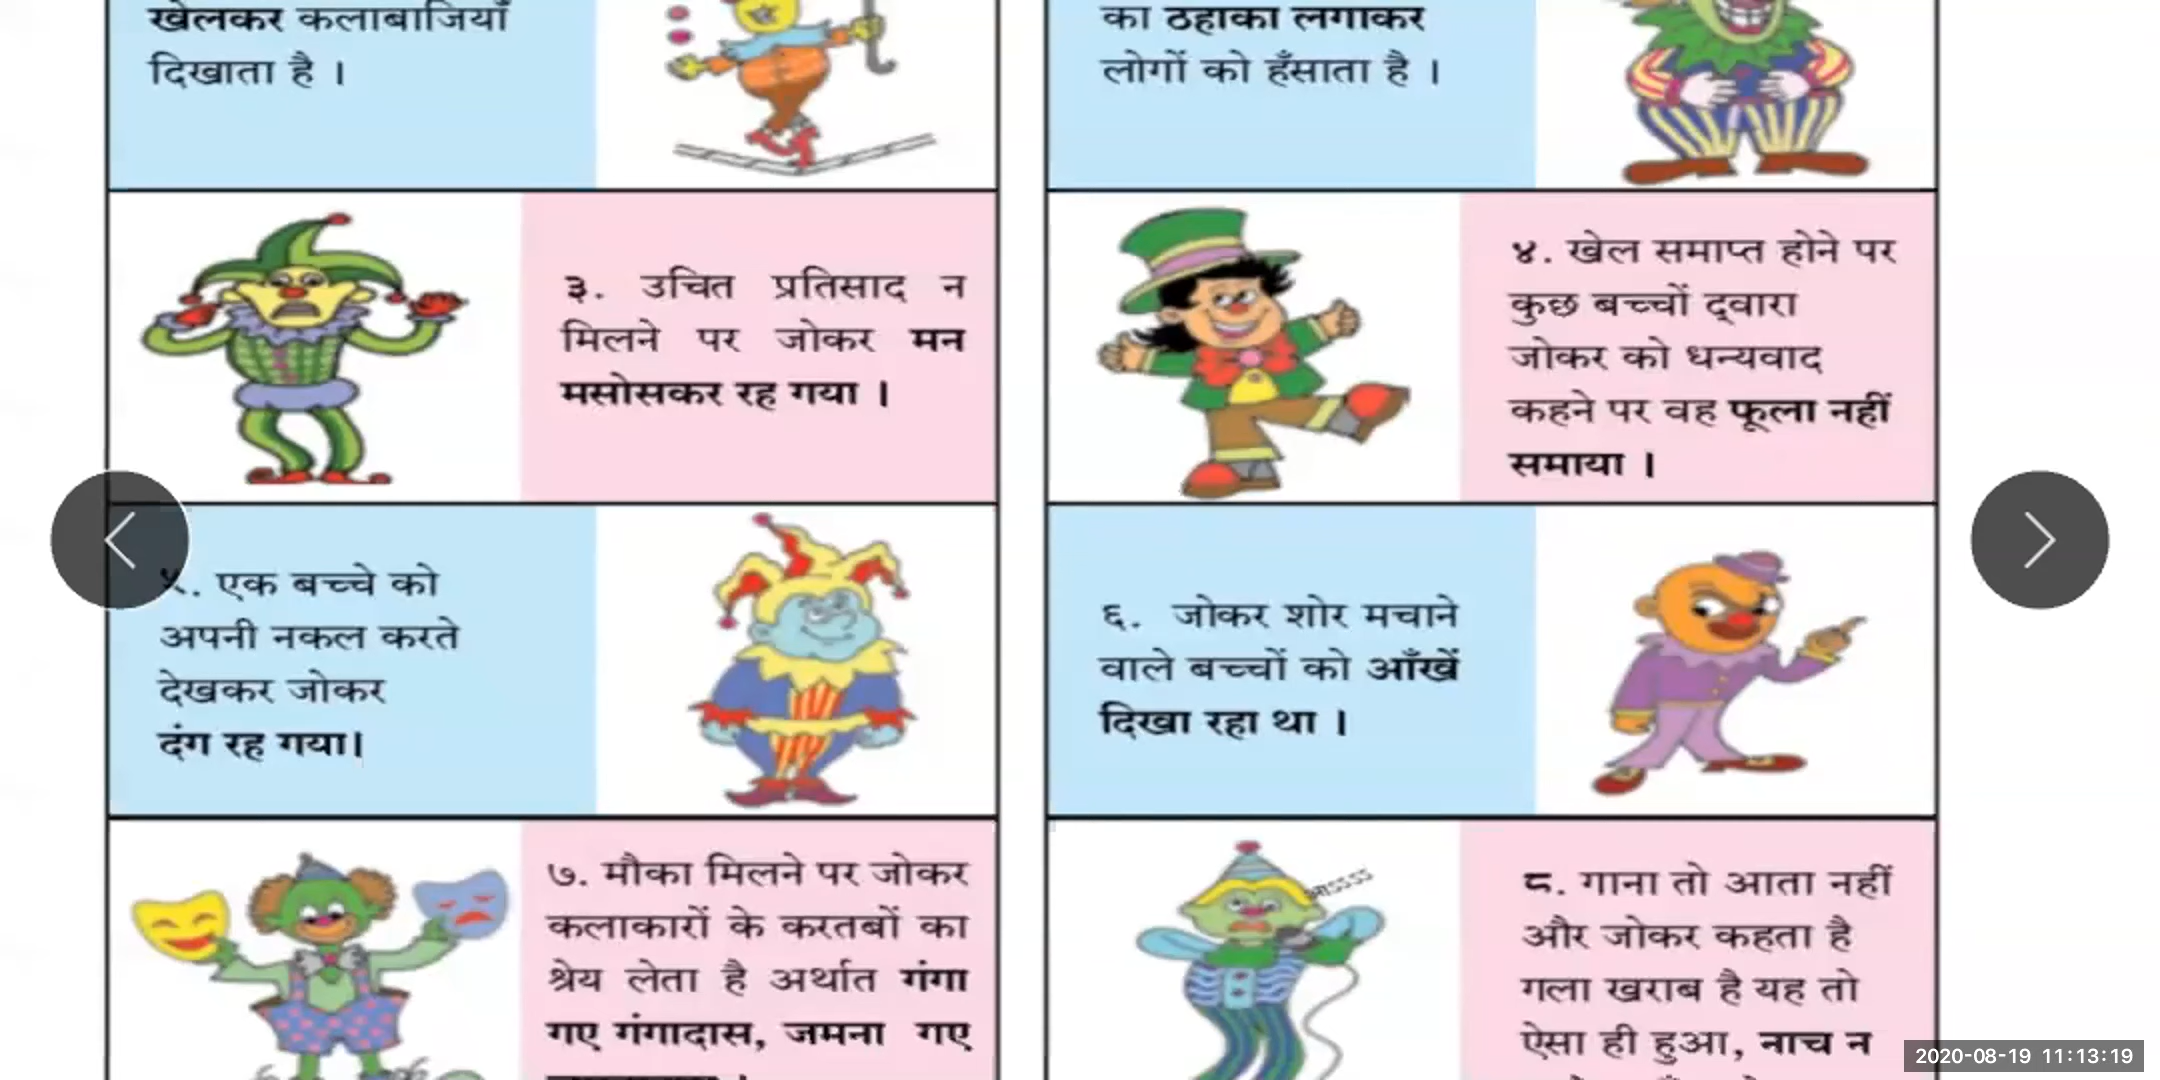 खेलकर कलाबाजियाँ
दिखाता है ।
का ठहाका लगाकर
लोगों को हँसाता है ।
३. उचित प्रतिसाद न
मिलने पर जोकर मन
मसोसकर रह गया ।
४. खेल समाप्त होने पर
कुछ बच्चों द्‌वारा
जोकर को धन्यवाद
कहने पर वह फूला नहीं
समाया ।
५. एक बच्चे को
अपनी नकल करते
देखकर जोकर
दंग रह गया।
६. जोकर शोर मचाने
वाले बच्चों को आँखें
दिखा रहा था ।
७. मौका मिलने पर जोकर
कलाकारों के करतबों का
श्रेय लेता है अर्थात गंगा
गए गंगादास, जमना गए
८. गाना तो आता नहीं
और जोकर कहता है
गला खराब है यह तो
ऐसा ही हुआ, नाच न
2020-08-19 11:13:19